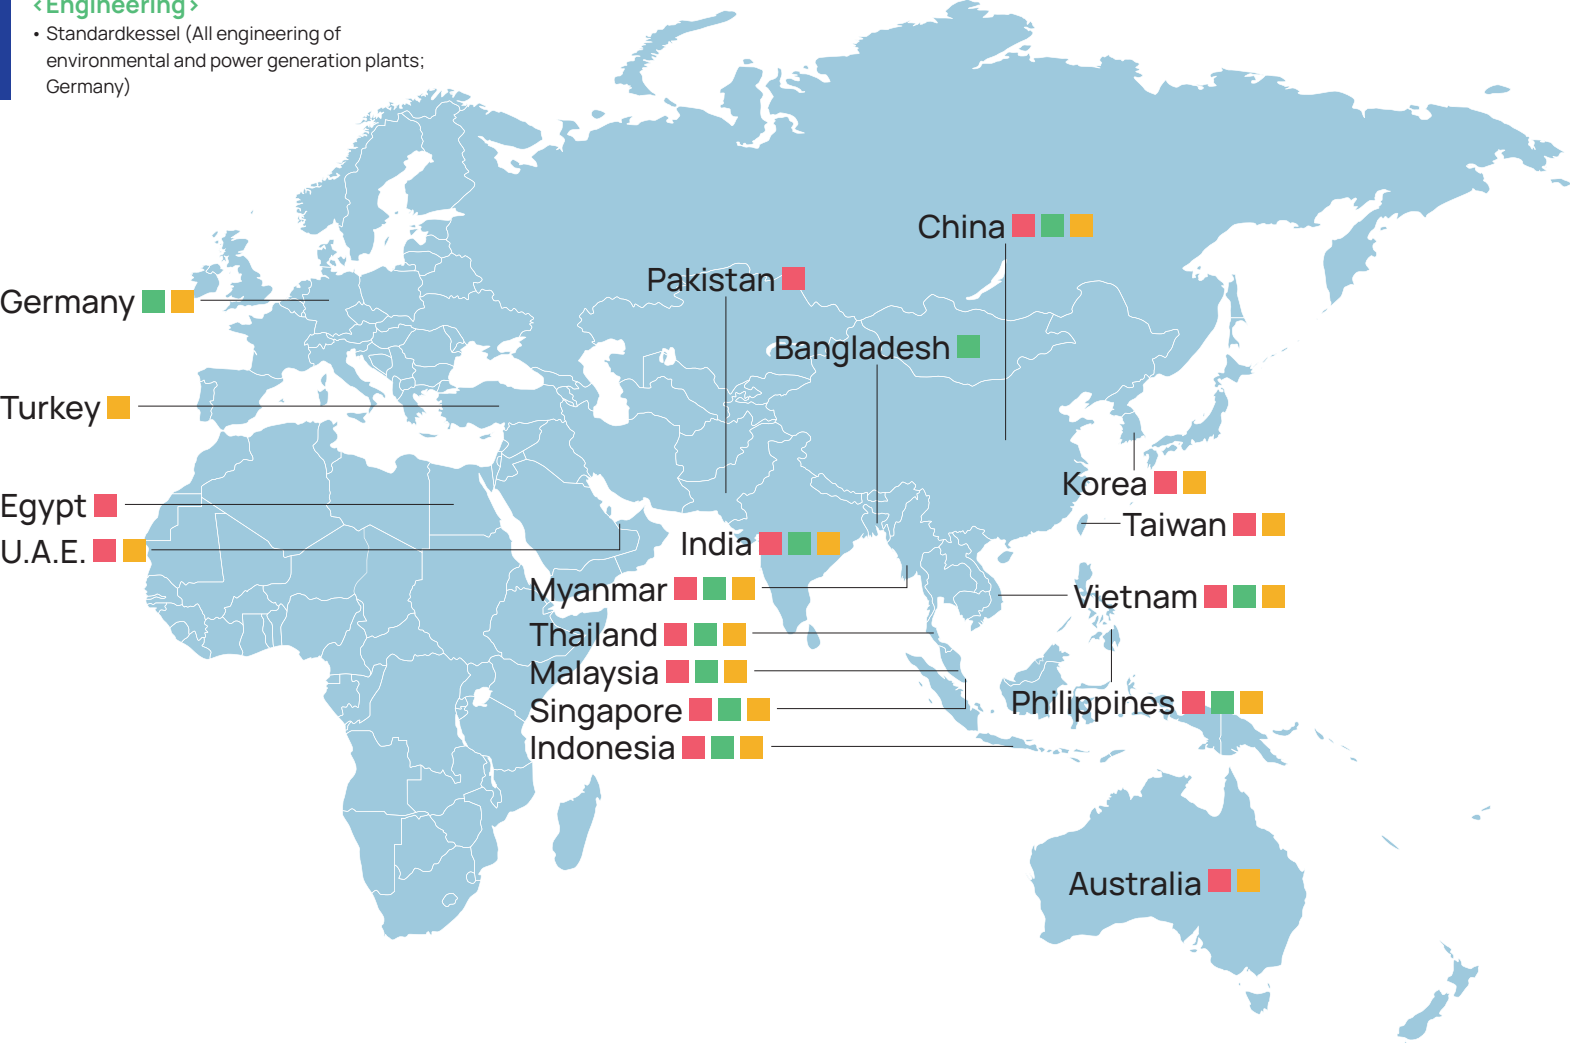 <Engineering>
• Standardkessel (All engineering of
environmental and power generation plants;
Germany)
China
Pakistan
Germany
Bangladesh
Turkey
Korea
Egypt
Taiwan
India
U.A.E.
Myanmar
Vietnam
Thailand
Malaysia
Singapore
Philippines
Indonesia
Australia